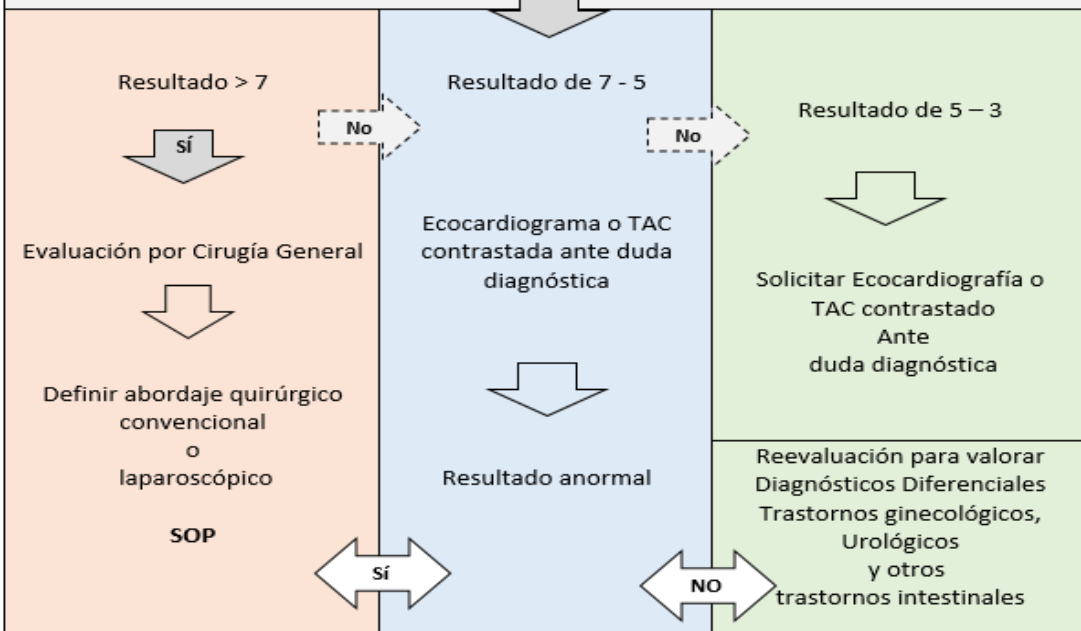 Resultado > 7
No
SÍ
Evaluación por Cirugía General
Definir abordaje quirúrgico
convencional
o
laparoscópico
SOP
Sí
Resultado de 7 - 5
No
Ecocardiograma o TAC
contrastada ante duda
diagnóstica
Resultado anormal
NO
Resultado de 5 – 3
Solicitar Ecocardiografía o
TAC contrastado
Ante
duda diagnóstica
Reevaluación para valorar
Diagnósticos Diferenciales
Trastornos ginecológicos,
Urológicos
y otros
trastornos intestinales